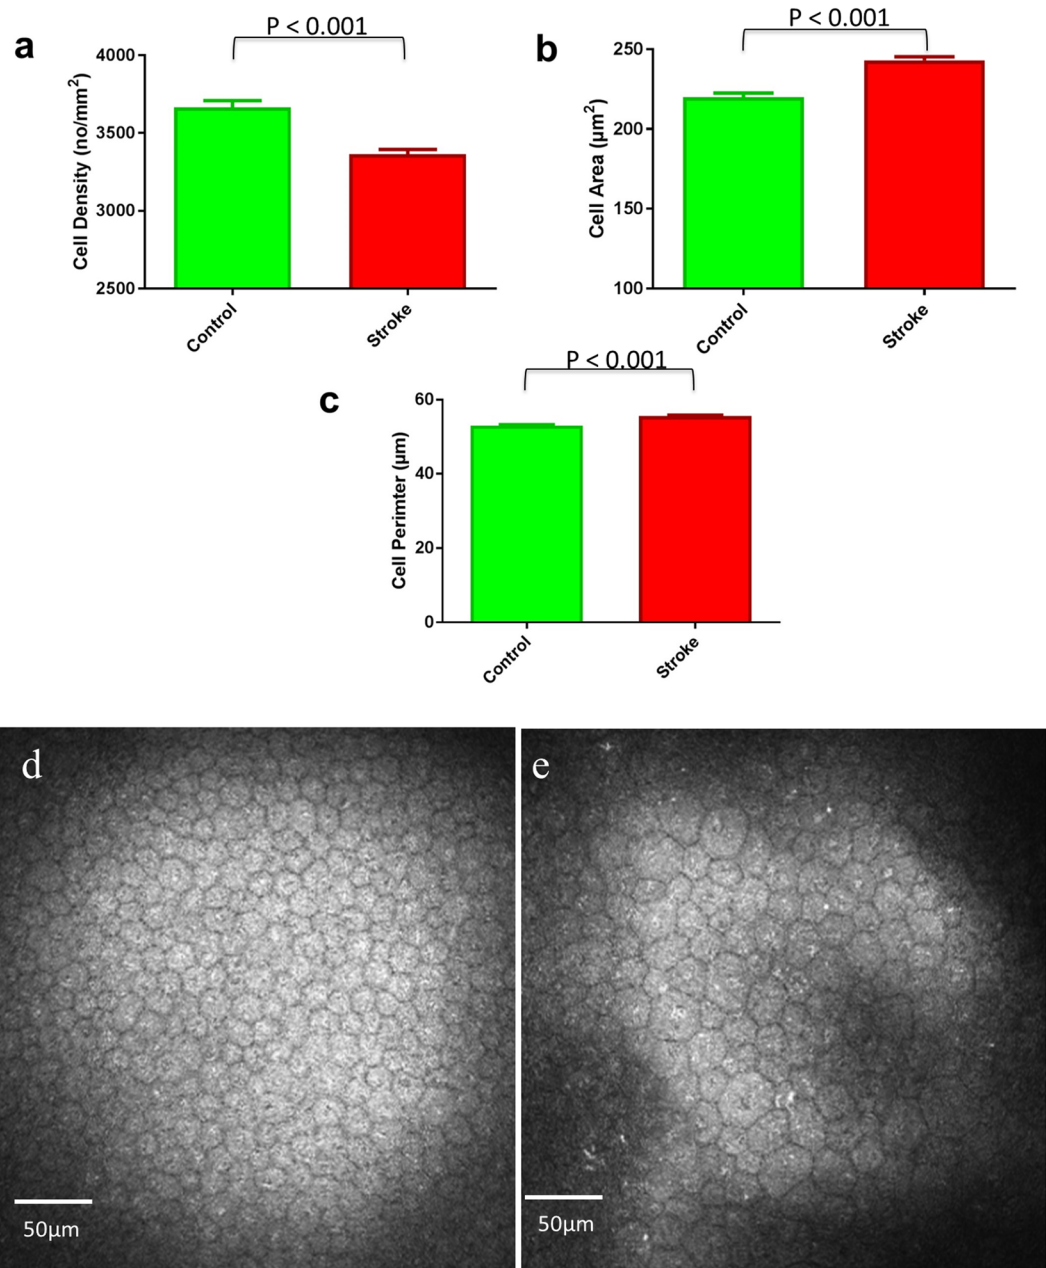 a
P < 0.001
Cell Density (no/mm²)
4000
3500
3000
2500
Control
Stroke
b
P < 0.001
Cell Area (µm²)
250
200
150
100
Control
Stroke
c
P < 0.001
Cell Perimter (µm)
60
40
20
0
Control
Stroke
d
50µm
e
50µm